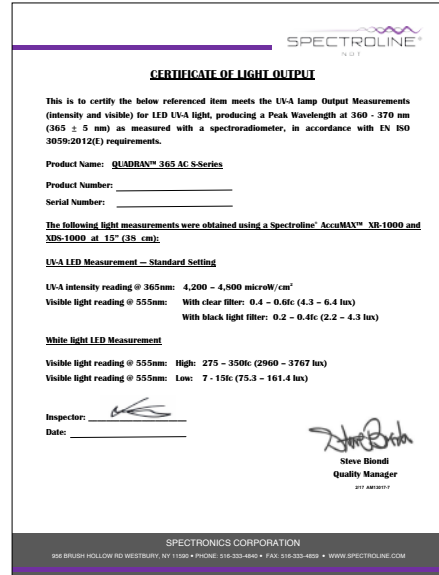 SPECTROLINE®
NDT
CERTIFICATE OF LIGHT OUTPUT
This is to certify the below referenced item meets the UV-A lamp Output Measurements
(intensity and visible) for LED UV-A light, producing a Peak Wavelength at 360 - 370 nm
(365 ± 5 nm) as measured with a spectroradiometer, in accordance with EN ISO
3059:2012(E) requirements.
Product Name: QUADRAN™ 365 AC S-Series
Product Number:
Serial Number:
The following light measurements were obtained using a Spectroline® AccuMAX™ XR-1000 and
XDS-1000 at 15” (38 cm):
UV-A LED Measurement – Standard Setting
UV-A intensity reading @ 365nm: 4,200 – 4,800 microW/cm²
Visible light reading @ 555nm: With clear filter: 0.4 – 0.6fc (4.3 – 6.4 lux)
With black light filter: 0.2 – 0.4fc (2.2 – 4.3 lux)
White light LED Measurement
Visible light reading @ 555nm: High: 275 – 350fc (2960 – 3767 lux)
Visible light reading @ 555nm: Low: 7 - 15fc (75.3 – 161.4 lux)
Inspector:
Date:
Steve Biondi
Steve Biondi
Quality Manager
2/17 AM13017-7
SPECTRONICS CORPORATION
956 BRUSH HOLLOW RD WESTBURY, NY 11590 • PHONE: 516-333-4840 • FAX: 516-333-4859 • WWW.SPECTROLINE.COM